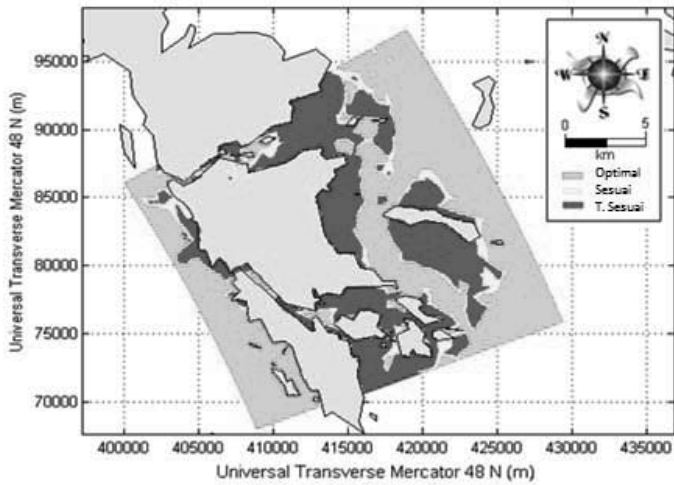 95000
90000
85000
80000
75000
70000
Universal Transverse Mercator 48 N (m)
400000 405000 410000 415000 420000 425000 430000 435000
Universal Transverse Mercator 48 N (m)
N
W E
S
0 5
km
Optimal
Sesuai
T. Sesuai